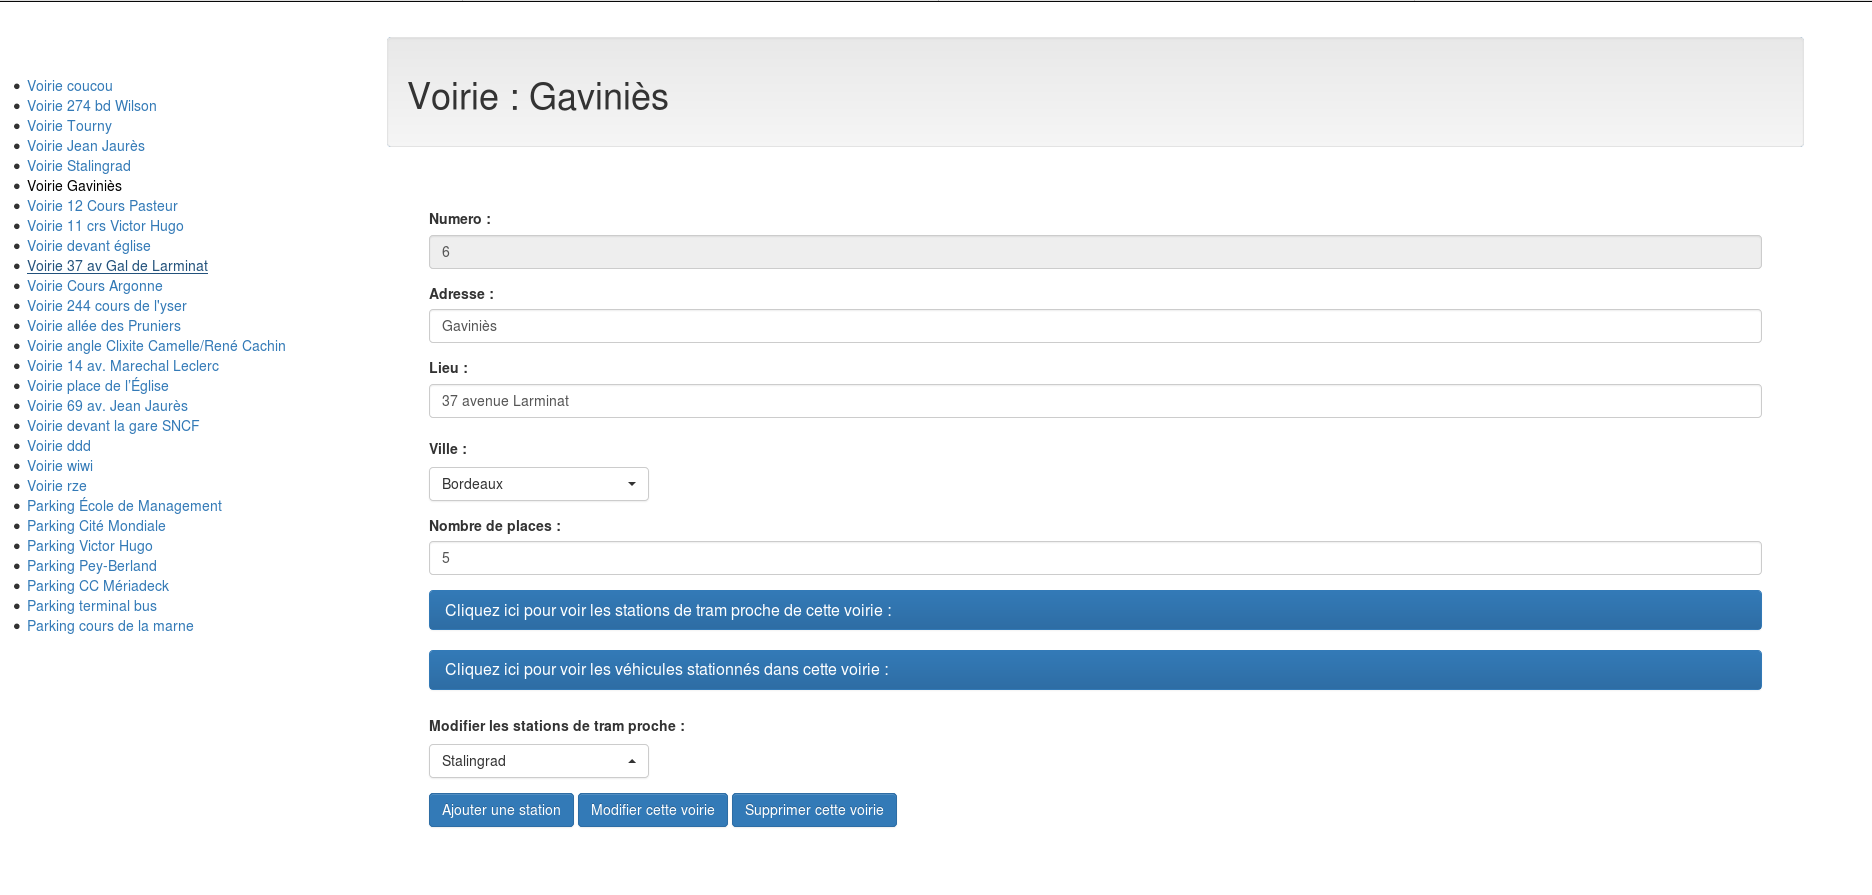 Voirie coucou
Voirie 274 bd Wilson
Voirie Tourny
Voirie Jean Jaurès
Voirie Stalingrad
Voirie Gaviniès
Voirie 12 Cours Pasteur
Voirie 11 crs Victor Hugo
Voirie devant église
Voirie 37 av Gal de Larminat
Voirie Cours Argonne
Voirie 244 cours de l'yser
Voirie allée des Pruniers
Voirie angle Clixite Camelle/René Cachin
Voirie 14 av. Marechal Leclerc
Voirie place de l'Église
Voirie 69 av. Jean Jaurès
Voirie devant la gare SNCF
Voirie ddd
Voirie wiwi
Voirie rze
Parking École de Management
Parking Cité Mondiale
Parking Victor Hugo
Parking Pey-Berland
Parking CC Mériadeck
Parking terminal bus
Parking cours de la marne
Voirie : Gaviniès
Numero :
6
Adresse :
Gaviniès
Lieu :
37 avenue Larminat
Ville :
Bordeaux
Nombre de places :
5
Cliquez ici pour voir les stations de tram proche de cette voirie :
Cliquez ici pour voir les véhicules stationnés dans cette voirie :
Modifier les stations de tram proche :
Stalingrad
Ajouter une station Modifier cette voirie Supprimer cette voirie